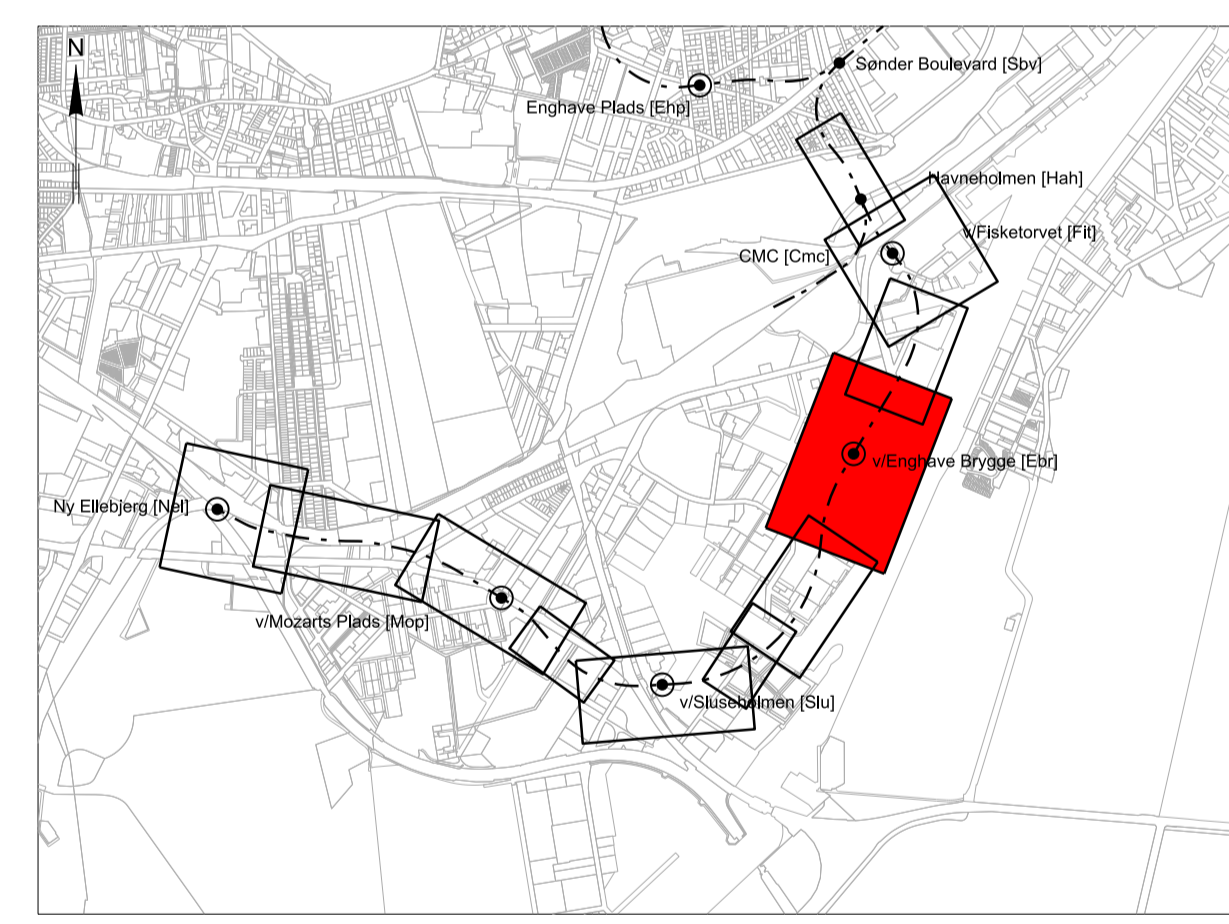 N
Sønder Boulevard [Sbv]
Enghave Plads [Ehp]
Havneholmen [Hah]
v/Fisketorvet [Fit]
CMC [Cmc]
v/Enghave Brygge [Ebr]
Ny Ellebjerg [Nel]
v/Mozarts Plads [Mop]
v/Sluseholmen [Slu]